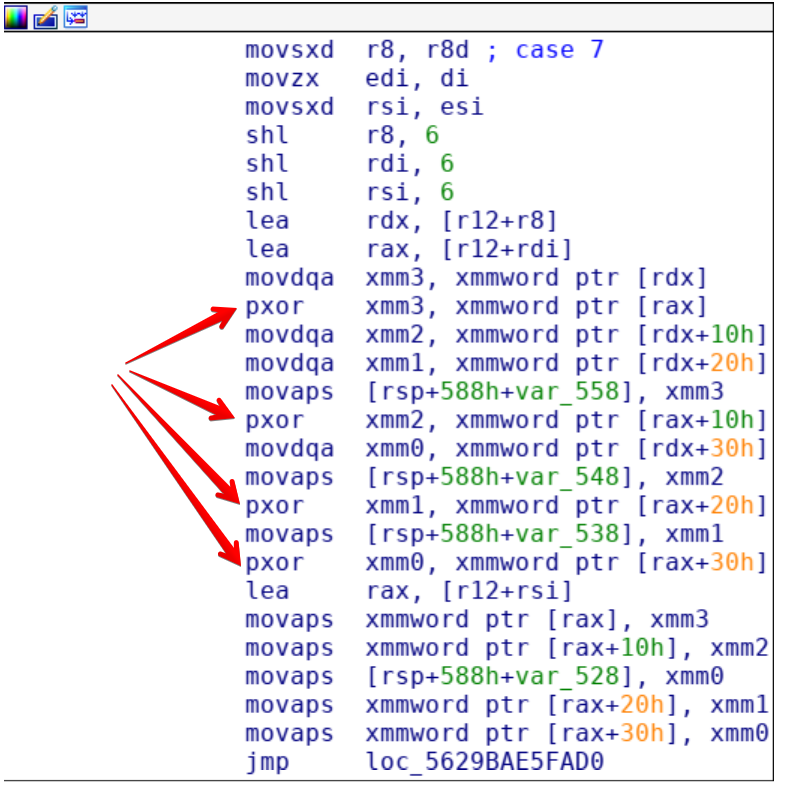 movsxd r8, r8d ; case 7
movzx edi, di
movsxd rsi, esi
shl r8, 6
shl rdi, 6
shl rsi, 6
lea rdx, [r12+r8]
lea rax, [r12+rdi]
movdqa xmm3, xmmword ptr [rdx]
pxor xmm3, xmmword ptr [rax]
movdqa xmm2, xmmword ptr [rdx+10h]
movdqa xmm1, xmmword ptr [rdx+20h]
movaps [rsp+588h+var_558], xmm3
pxor xmm2, xmmword ptr [rax+10h]
movdqa xmm0, xmmword ptr [rdx+30h]
movaps [rsp+588h+var_548], xmm2
pxor xmm1, xmmword ptr [rax+20h]
movaps [rsp+588h+var_538], xmm1
pxor xmm0, xmmword ptr [rax+30h]
lea rax, [r12+rsi]
movaps xmmword ptr [rax], xmm3
movaps xmmword ptr [rax+10h], xmm2
movaps [rsp+588h+var_528], xmm0
movaps xmmword ptr [rax+20h], xmm1
movaps xmmword ptr [rax+30h], xmm0
jmp loc_5629BAE5FAD0